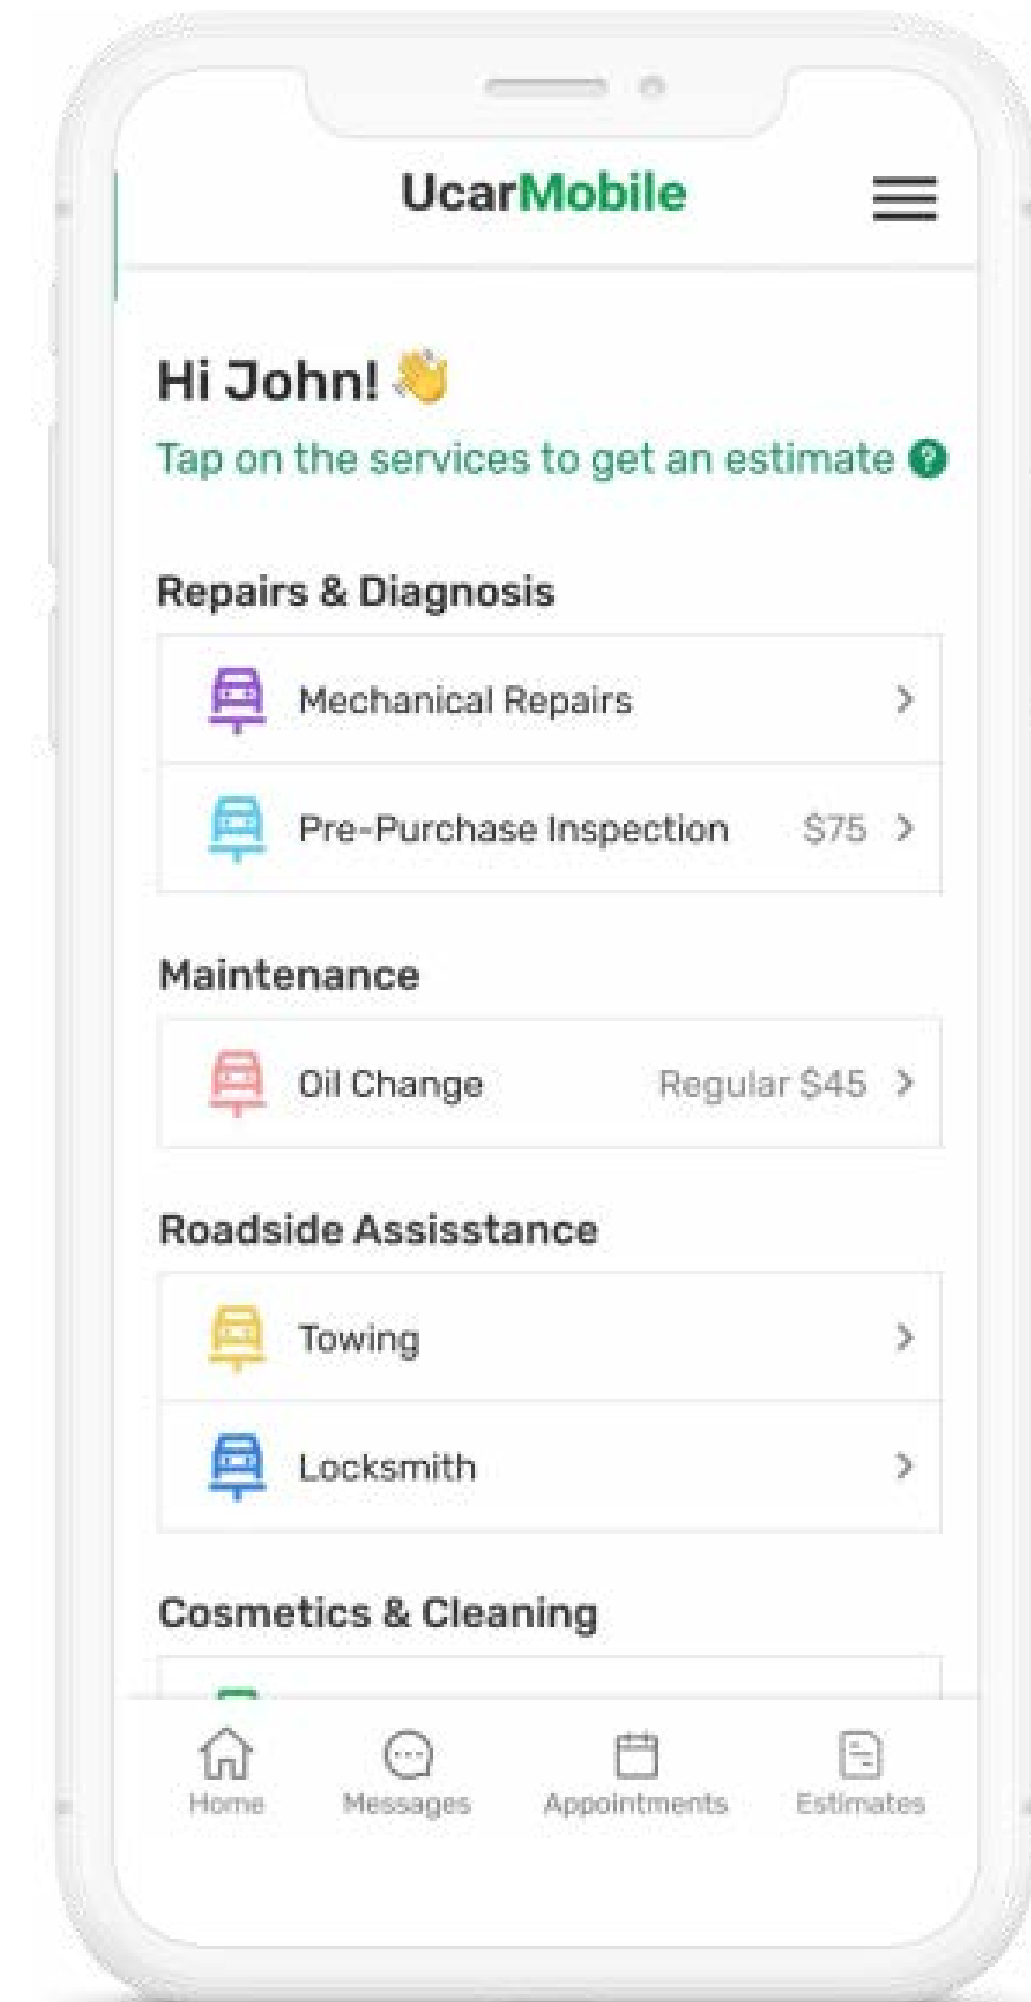 UcarMobile
Hi John! 👋
Tap on the services to get an estimate ?
Repairs & Diagnosis
Mechanical Repairs
Pre-Purchase Inspection $75
Maintenance
Oil Change Regular $45
Roadside Assisstance
Towing
Locksmith
Cosmetics & Cleaning
Home Messages Appointments Estimates